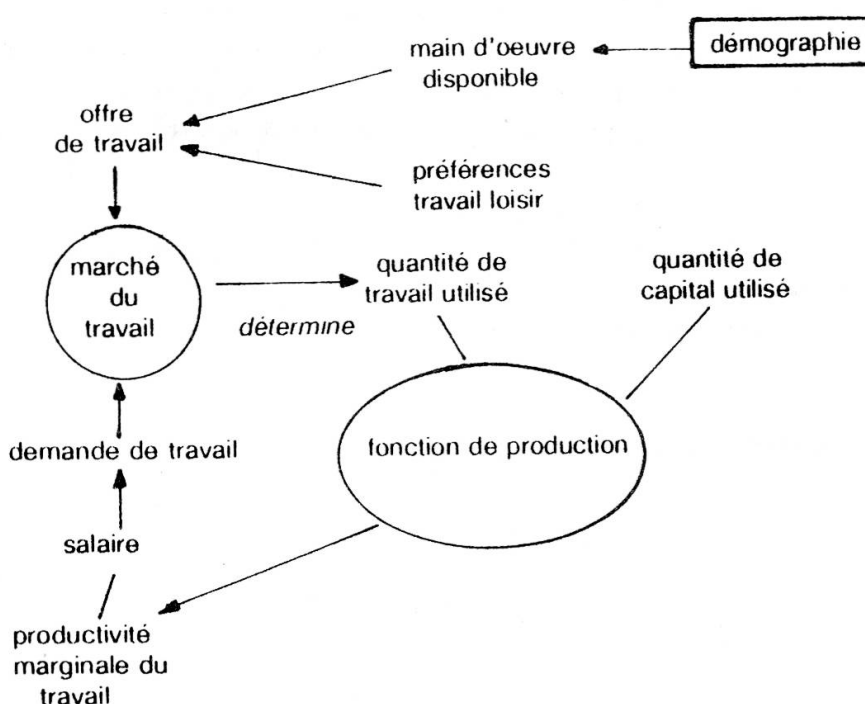 main d'oeuvre
disponible
démographie
offre
de travail
préférences
travail loisir
marché
du
travail
quantité de
travail utilisé
quantité de
capital utilisé
détermine
demande de travail
fonction de production
salaire
productivité
marginale du
travail